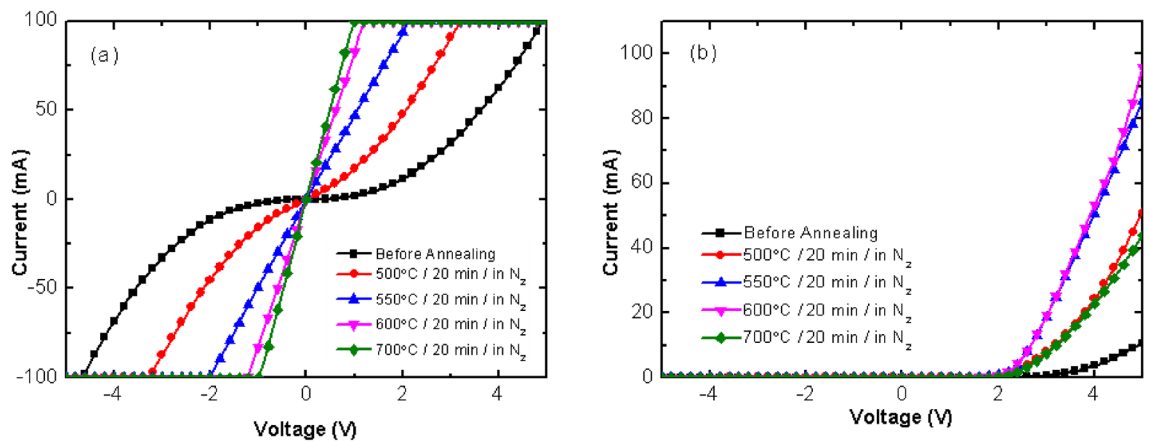 (a)
100
50
0
-50
-100
Current (mA)
-4 -2 0 2 4
Voltage (V)
Before Annealing
500°C / 20 min / in N₂
550°C / 20 min / in N₂
600°C / 20 min / in N₂
700°C / 20 min / in N₂
(b)
100
80
60
40
20
0
Current (mA)
-4 -2 0 2 4
Voltage (V)
Before Annealing
500°C / 20 min / in N₂
550°C / 20 min / in N₂
600°C / 20 min / in N₂
700°C / 20 min / in N₂